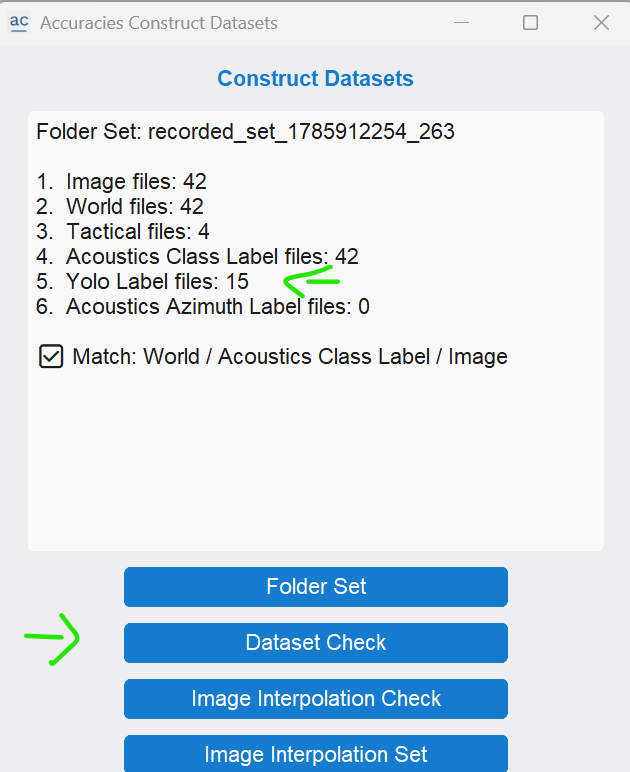 ac Accuracies Construct Datasets
Construct Datasets
Folder Set: recorded_set_1785912254_263
1. Image files: 42
2. World files: 42
3. Tactical files: 4
4. Acoustics Class Label files: 42
5. Yolo Label files: 15
6. Acoustics Azimuth Label files: 0
Match: World / Acoustics Class Label / Image
Folder Set
Dataset Check
Image Interpolation Check
Image Interpolation Set